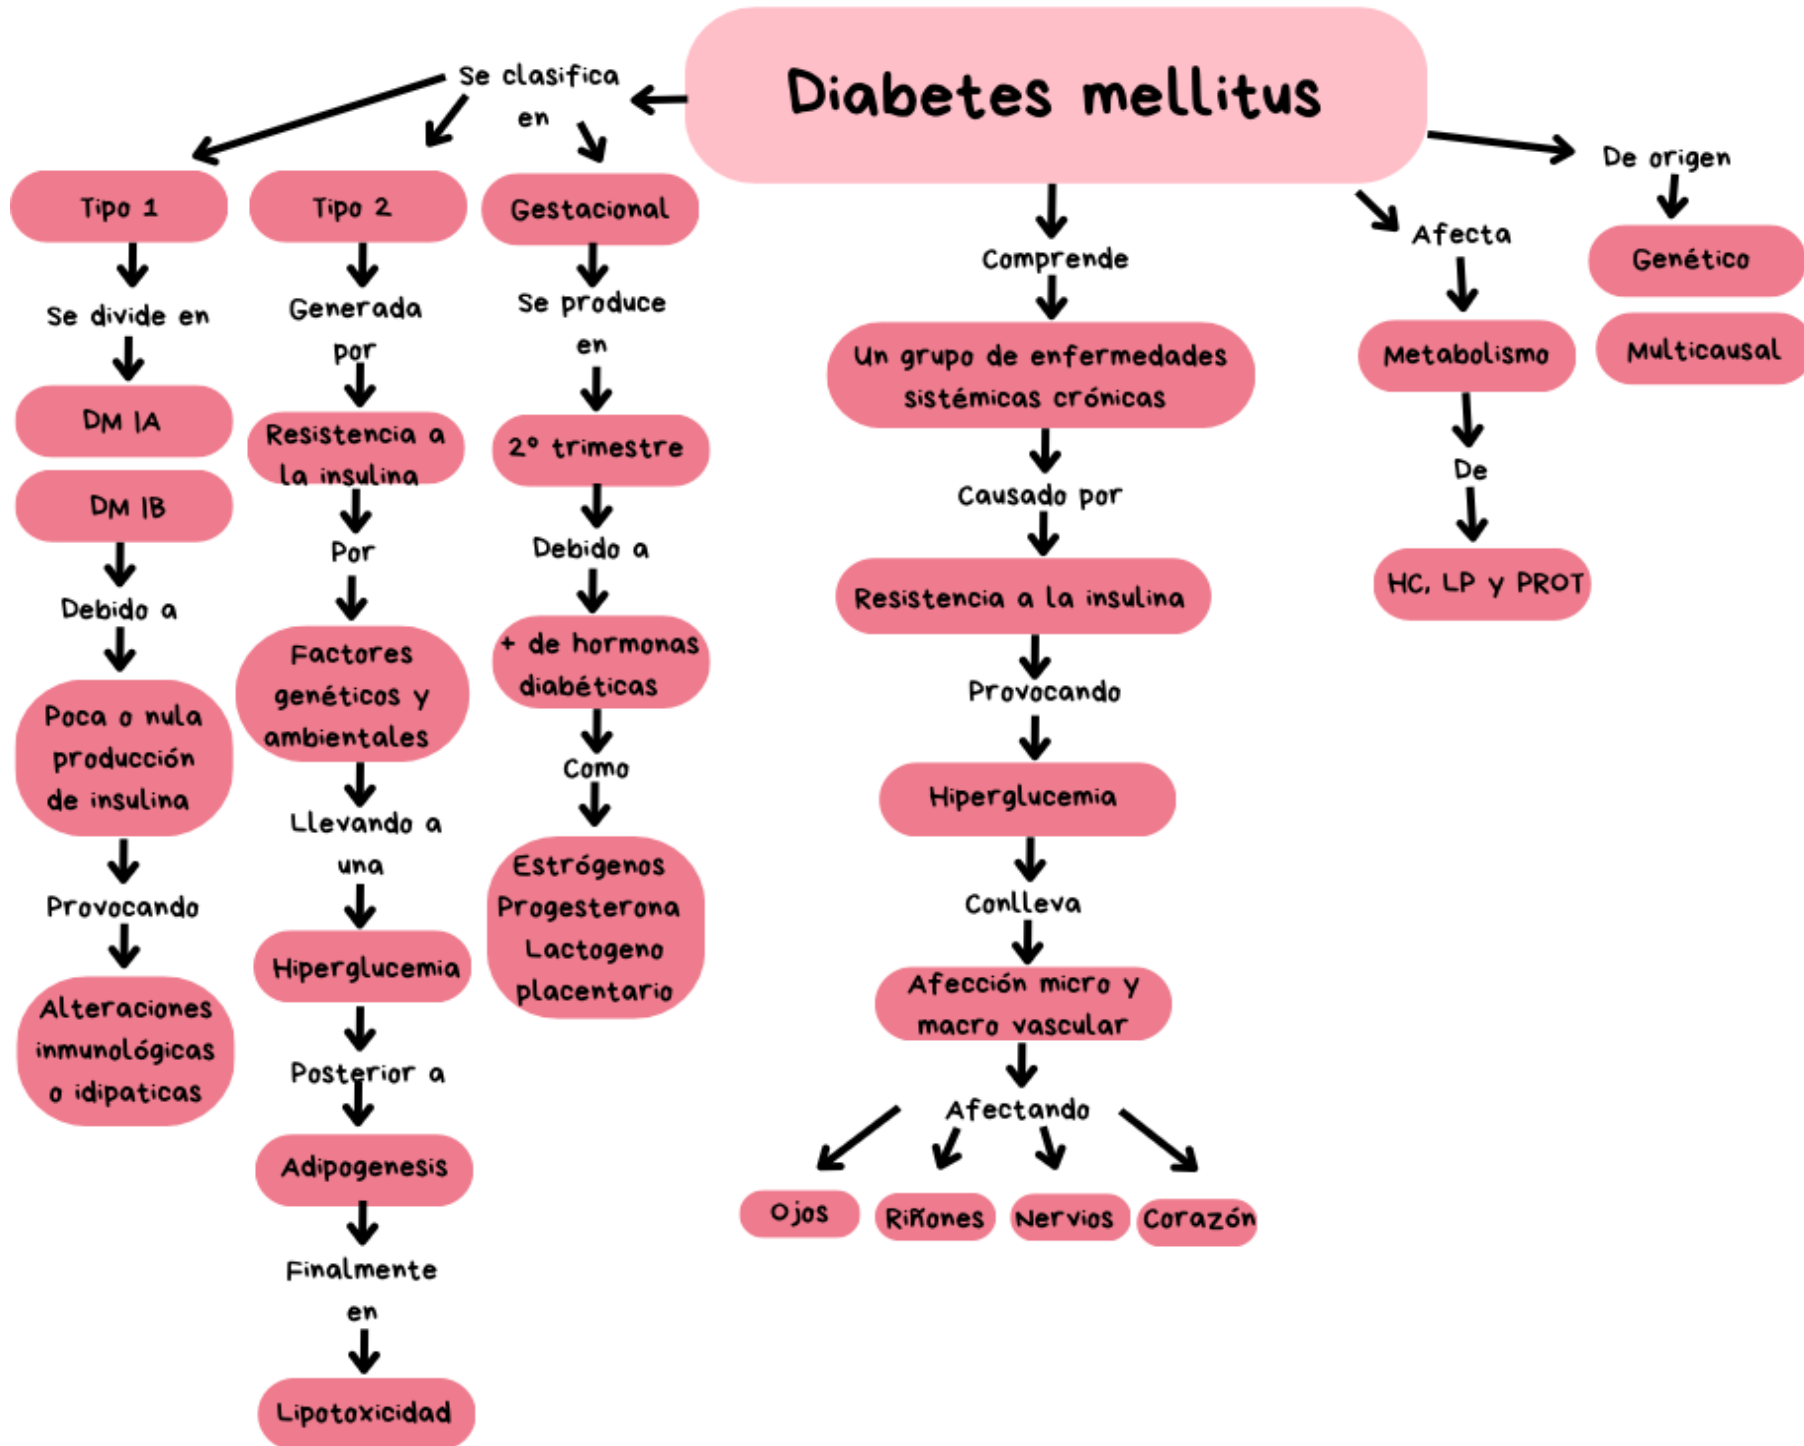 Diabetes mellitus
Se clasifica
en
Tipo 1
Se divide en
DM IA
DM IB
Debido a
Poca o nula
producción
de insulina
Provocando
Alteraciones
inmunológicas
o idipaticas
Tipo 2
Generada
por
Resistencia a
la insulina
Por
Factores
genéticos y
ambientales
Llevando a
una
Hiperglucemia
Posterior a
Adipogenesis
Finalmente
en
Lipotoxicidad
Gestacional
Se produce
en
2º trimestre
Debido a
+ de hormonas
diabéticas
Como
Estrógenos
Progesterona
Lactogeno
placentario
Comprende
Un grupo de enfermedades
sistémicas crónicas
Causado por
Resistencia a la insulina
Provocando
Hiperglucemia
Conlleva
Afección micro y
macro vascular
Afectando
Ojos
Riñones
Nervios
Corazón
Afecta
Metabolismo
De
HC, LP y PROT
De origen
Genético
Multicausal